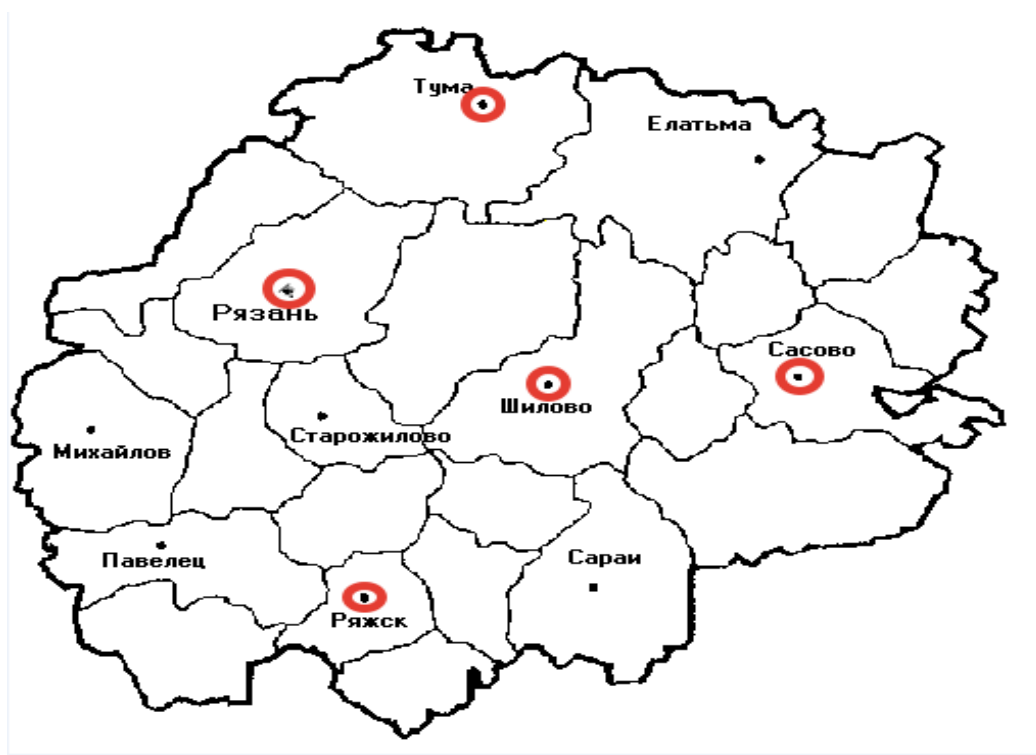 Тума
Елатьма
Рязань
Сасово
Шилово
Старожилово
Михайлов
Павелец
Сараи
Ряжск